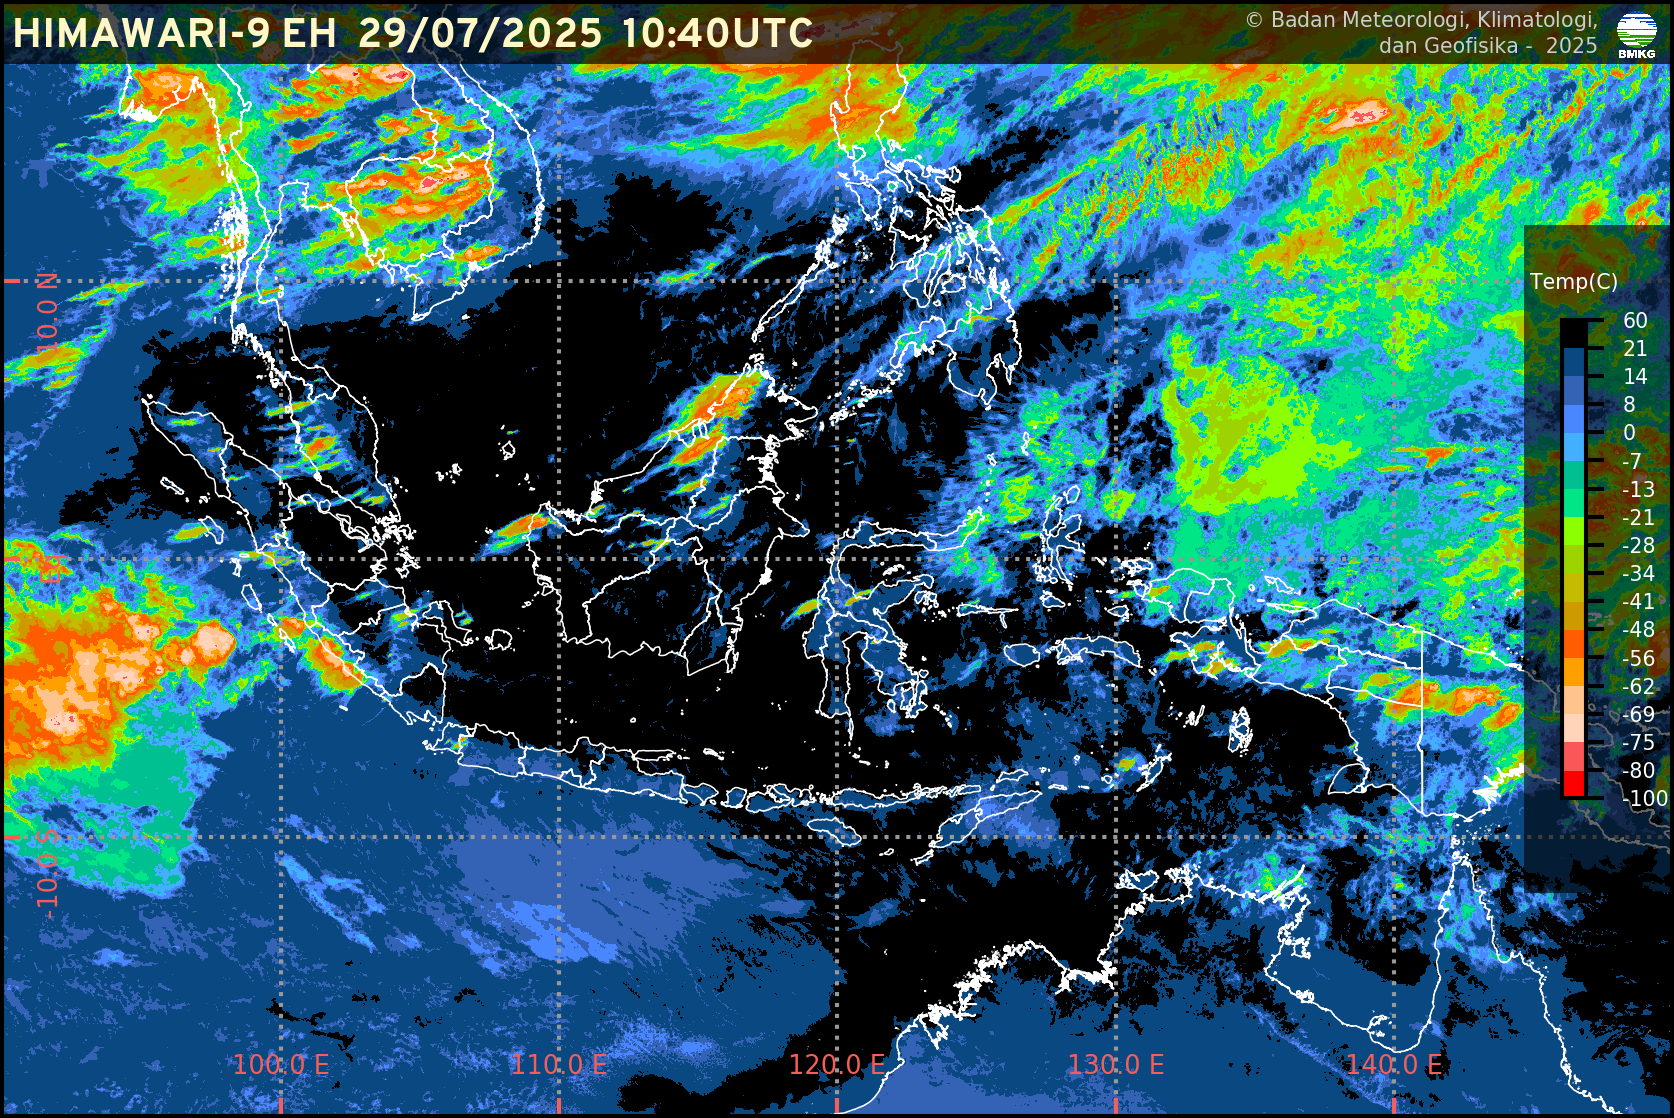 HIMAWARI-9 EH 29/07/2025 10:40UTC
© Badan Meteorologi, Klimatologi,
dan Geofisika - 2025
BMKG
Temp(C)
60
21
14
8
0
-7
-13
-21
-28
-34
-41
-48
-56
-62
-69
-75
-80
-100
10.0 N
EQ
-10.0 S
100.0 E
110.0 E
120.0 E
130.0 E
140.0 E